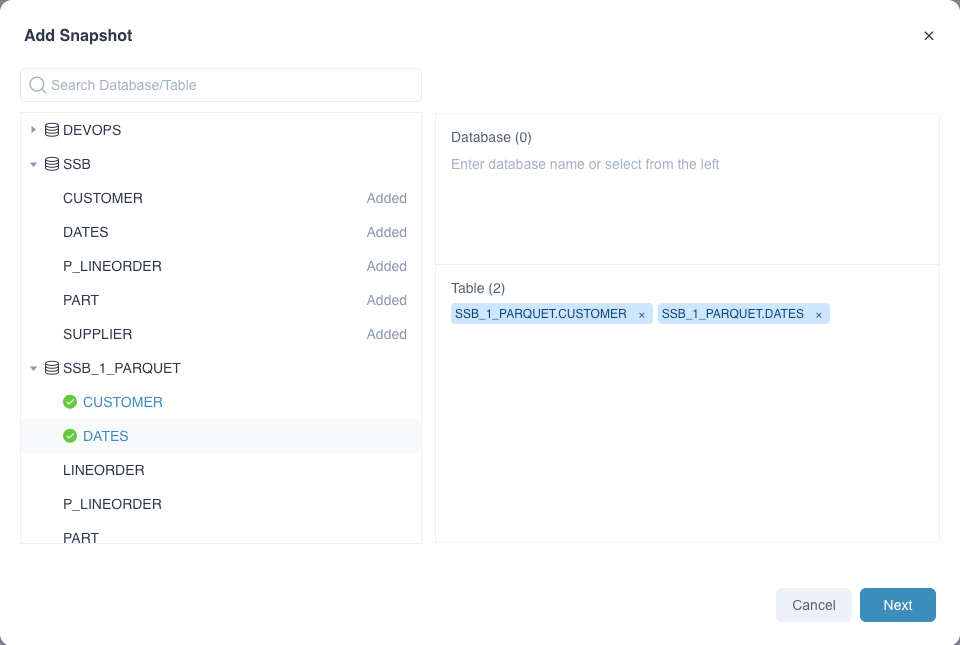 Add Snapshot
Search Database/Table
DEVOPS
SSB
CUSTOMER Added
DATES Added
P_LINEORDER Added
PART Added
SUPPLIER Added
SSB_1_PARQUET
CUSTOMER
DATES
LINEORDER
P_LINEORDER
PART
Database (0)
Enter database name or select from the left
Table (2)
SSB_1_PARQUET.CUSTOMER × SSB_1_PARQUET.DATES ×
Cancel Next